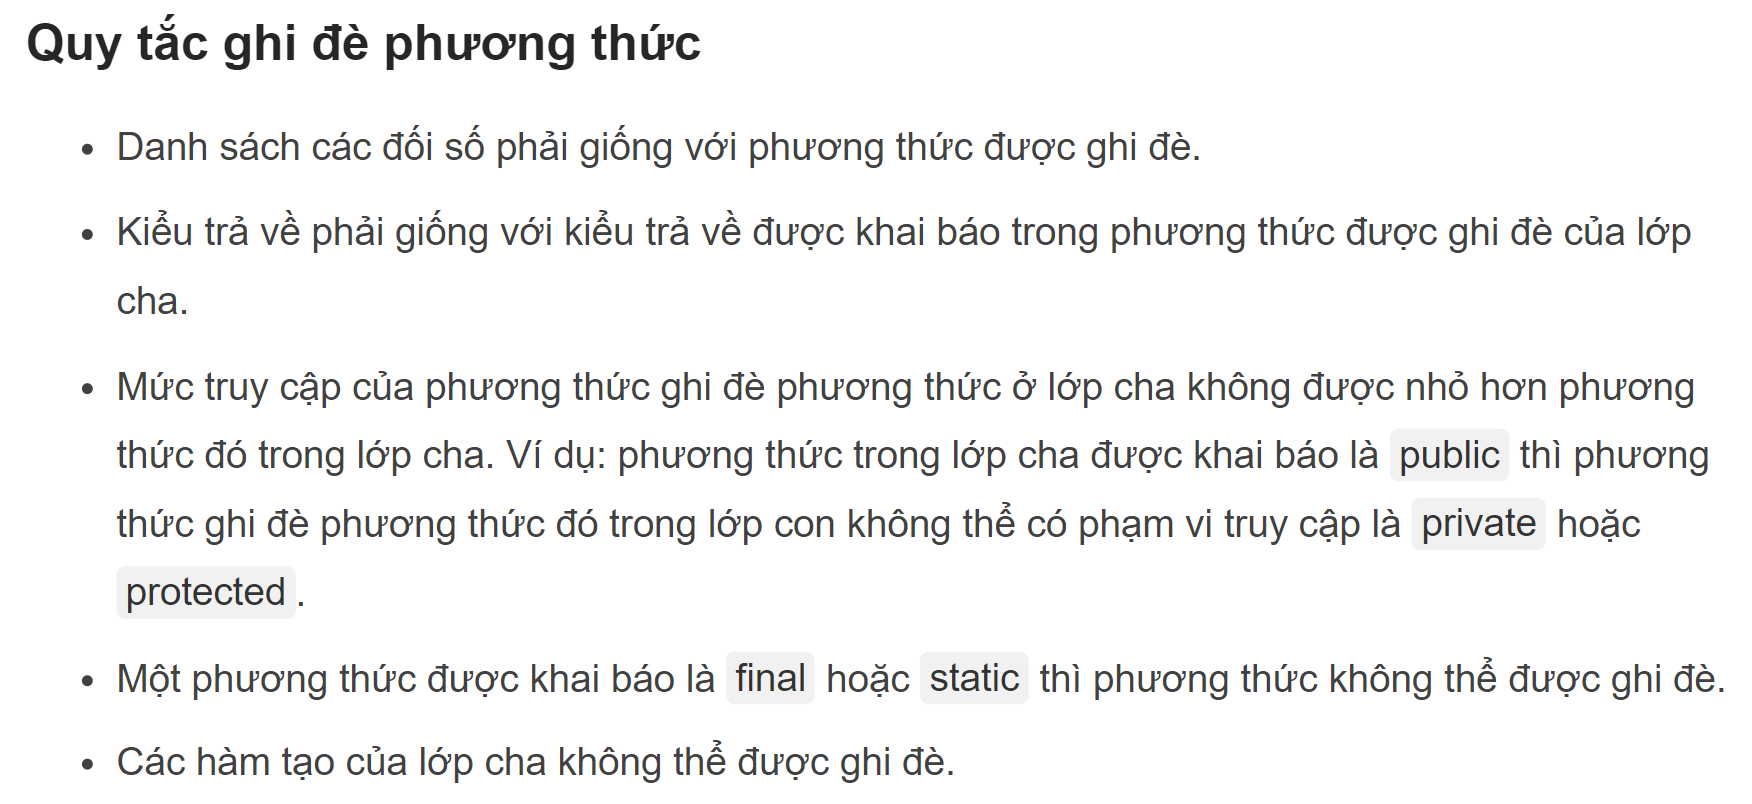 Quy tắc ghi đè phương thức
• Danh sách các đối số phải giống với phương thức được ghi đè.
• Kiểu trả về phải giống với kiểu trả về được khai báo trong phương thức được ghi đè của lớp
cha.
• Mức truy cập của phương thức ghi đè phương thức ở lớp cha không được nhỏ hơn phương
thức đó trong lớp cha. Ví dụ: phương thức trong lớp cha được khai báo là public thì phương
thức ghi đè phương thức đó trong lớp con không thể có phạm vi truy cập là private hoặc
protected.
• Một phương thức được khai báo là final hoặc static thì phương thức không thể được ghi đè.
• Các hàm tạo của lớp cha không thể được ghi đè.